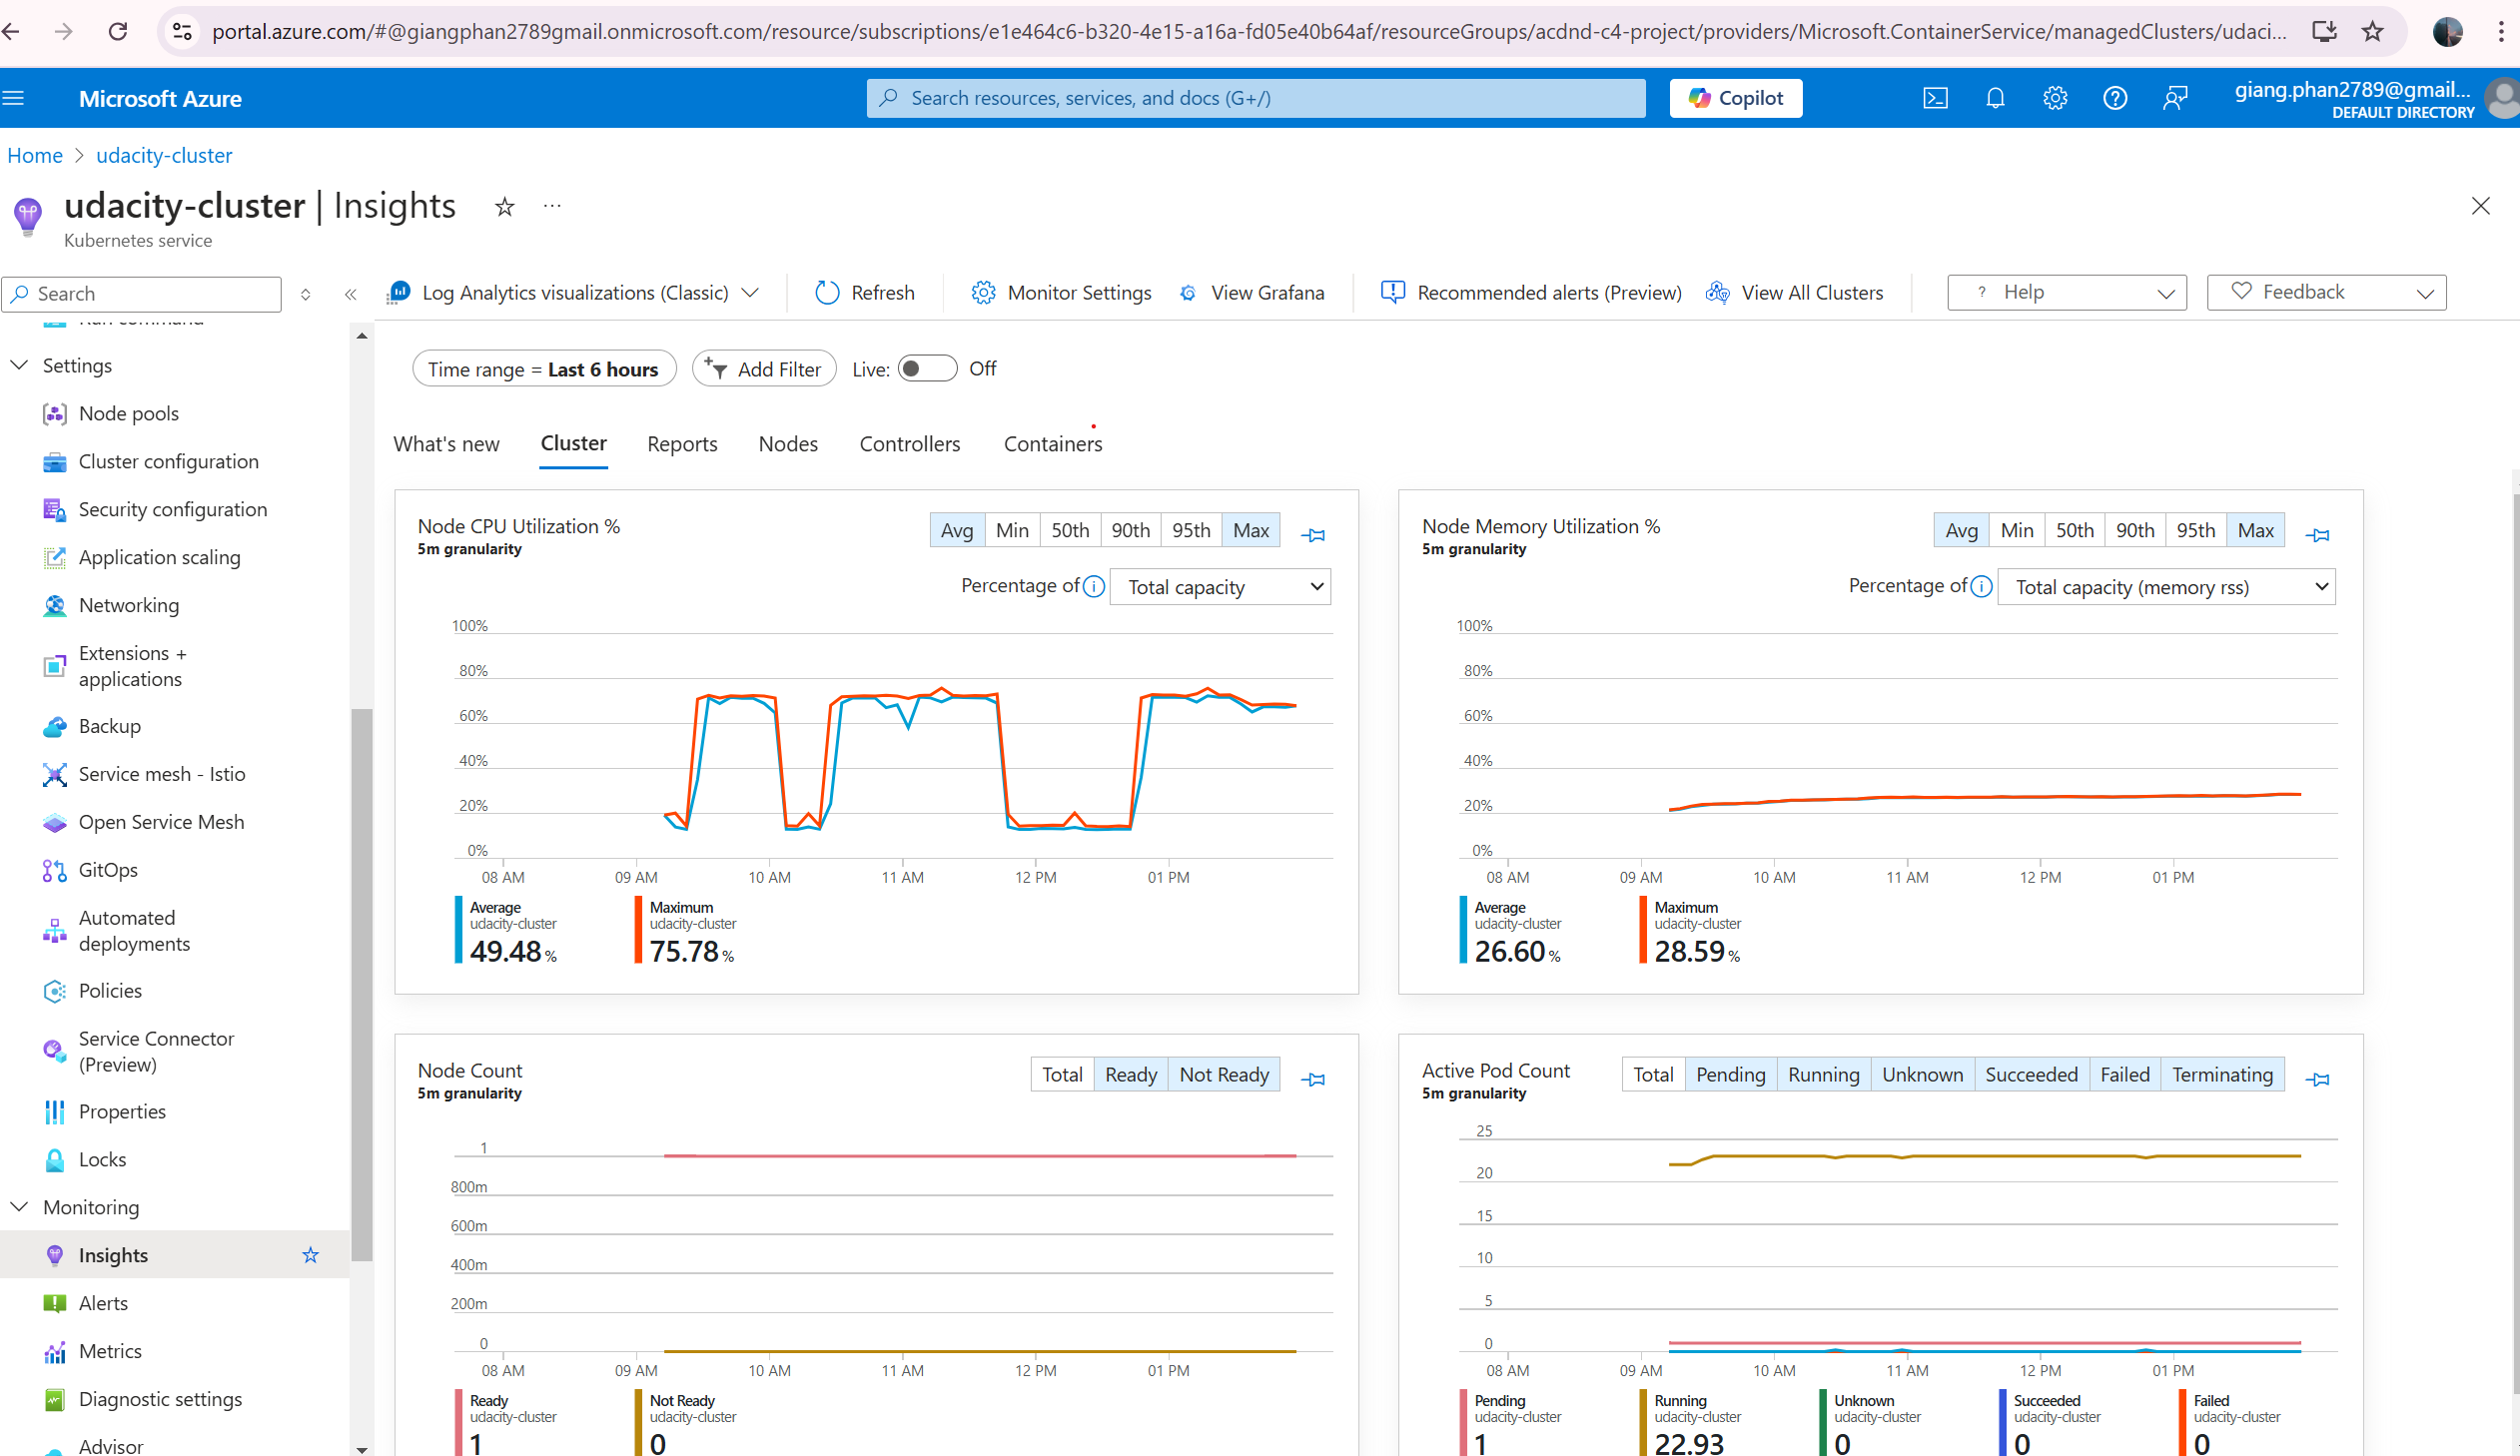 portal.azure.com/#@giangphan2789gmail.onmicrosoft.com/resource/subscriptions/e1e464c6-b320-4e15-a16a-fd05e40b64af/resourceGroups/acdnd-c4-project/providers/Microsoft.ContainerService/managedClusters/udaci...
Microsoft Azure
Search resources, services, and docs (G+/)
Copilot
giang.phan2789@gmail...
DEFAULT DIRECTORY
Home > udacity-cluster
udacity-cluster | Insights
Kubernetes service
Search
Log Analytics visualizations (Classic)
Refresh
Monitor Settings
View Grafana
Recommended alerts (Preview)
View All Clusters
? Help
Feedback
Run command
Settings
Node pools
Cluster configuration
Security configuration
Application scaling
Networking
Extensions +
applications
Backup
Service mesh - Istio
Open Service Mesh
GitOps
Automated
deployments
Policies
Service Connector
(Preview)
Properties
Locks
Monitoring
Insights
Alerts
Metrics
Diagnostic settings
Advisor
Time range = Last 6 hours
Add Filter
Live: Off
What's new Cluster Reports Nodes Controllers Containers
Node CPU Utilization %
5m granularity
Avg Min 50th 90th 95th Max
Percentage of Total capacity
100%
80%
60%
40%
20%
0%
08 AM 09 AM 10 AM 11 AM 12 PM 01 PM
Average
udacity-cluster
49.48 %
Maximum
udacity-cluster
75.78 %
Node Memory Utilization %
5m granularity
Avg Min 50th 90th 95th Max
Percentage of Total capacity (memory rss)
100%
80%
60%
40%
20%
0%
08 AM 09 AM 10 AM 11 AM 12 PM 01 PM
Average
udacity-cluster
26.60 %
Maximum
udacity-cluster
28.59 %
Node Count
5m granularity
Total Ready Not Ready
1
800m
600m
400m
200m
0
08 AM 09 AM 10 AM 11 AM 12 PM 01 PM
Ready
udacity-cluster
1
Not Ready
udacity-cluster
0
Active Pod Count
5m granularity
Total Pending Running Unknown Succeeded Failed Terminating
25
20
15
10
5
0
08 AM 09 AM 10 AM 11 AM 12 PM 01 PM
Pending
udacity-cluster
1
Running
udacity-cluster
22.93
Unknown
udacity-cluster
0
Succeeded
udacity-cluster
0
Failed
udacity-cluster
0